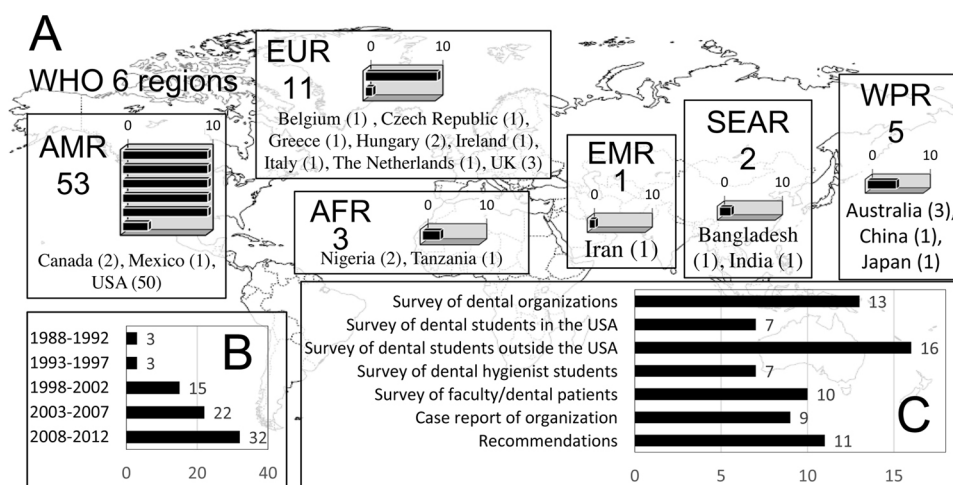 A
WHO 6 regions
AMR
53
0 10
Canada (2), Mexico (1),
USA (50)
EUR
11
0 10
Belgium (1) , Czech Republic (1),
Greece (1), Hungary (2), Ireland (1),
Italy (1), The Netherlands (1), UK (3)
AFR
3
0 10
Nigeria (2), Tanzania (1)
EMR
1
0 10
Iran (1)
SEAR
2
0 10
Bangladesh
(1), India (1)
WPR
5
0 10
Australia (3),
China (1),
Japan (1)
B
1988-1992 3
1993-1997 3
1998-2002 15
2003-2007 22
2008-2012 32
0 20 40
C
Survey of dental organizations 13
Survey of dental students in the USA 7
Survey of dental students outside the USA 16
Survey of dental hygienist students 7
Survey of faculty/dental patients 10
Case report of organization 9
Recommendations 11
0 5 10 15